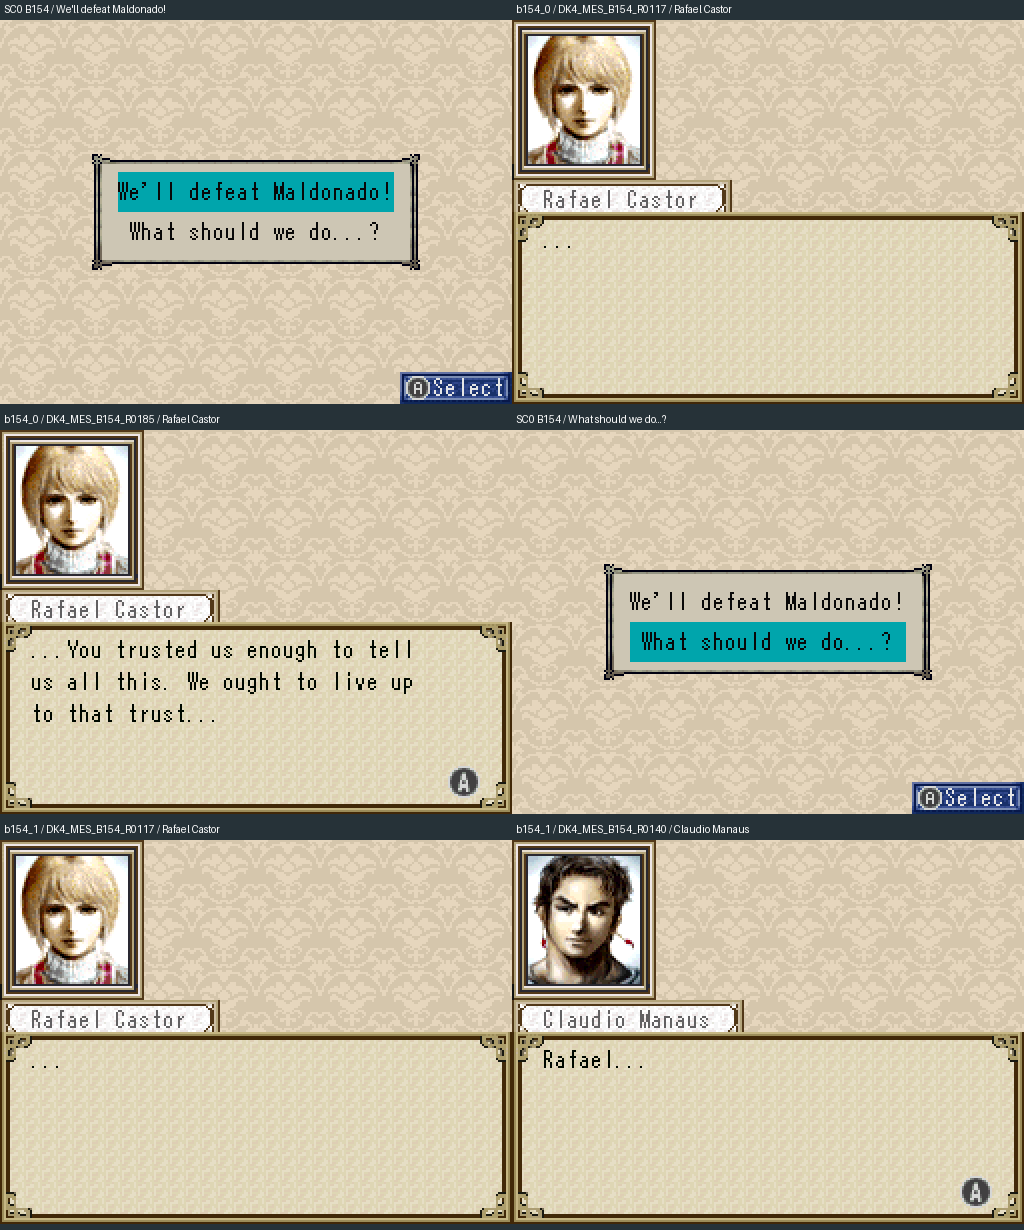 SC0 B154 / We'll defeat Maldonado!
We'll defeat Maldonado!
What should we do...?
A Select
b154_0 / DK4_MES_B154_R0117 / Rafael Castor
Rafael Castor
...
b154_0 / DK4_MES_B154_R0185 / Rafael Castor
Rafael Castor
...You trusted us enough to tell
us all this. We ought to live up
to that trust...
A
SC0 B154 / What should we do...?
We'll defeat Maldonado!
What should we do...?
A Select
b154_1 / DK4_MES_B154_R0117 / Rafael Castor
Rafael Castor
...
b154_1 / DK4_MES_B154_R0140 / Claudio Manaus
Claudio Manaus
Rafael...
A